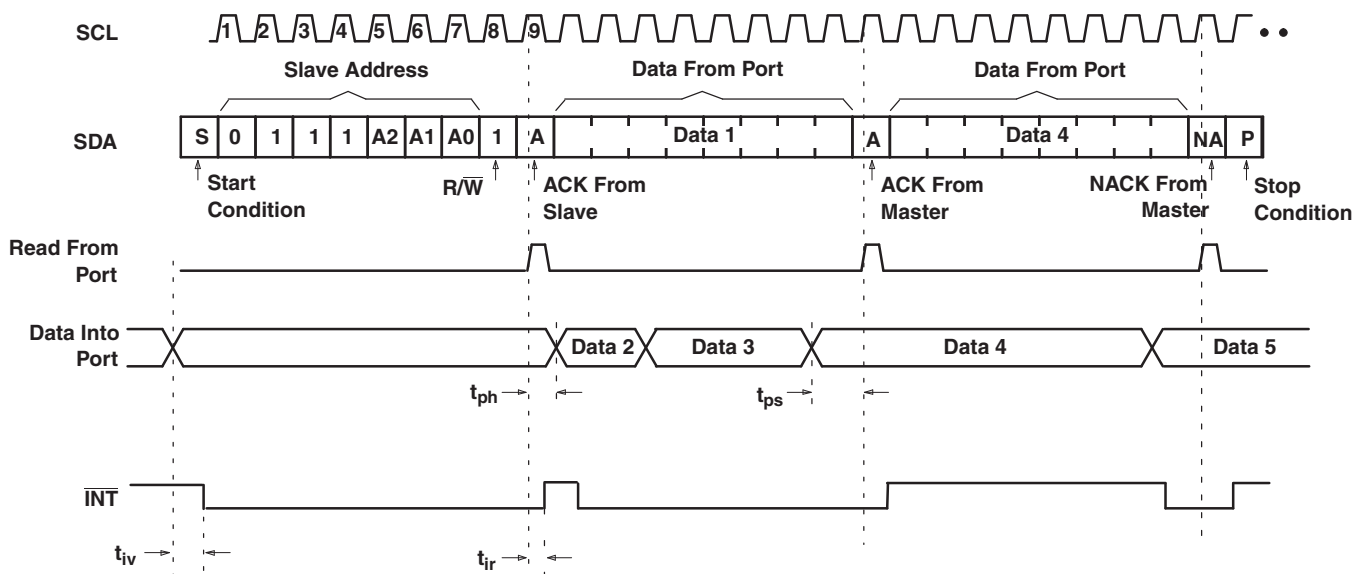 SCL 1 2 3 4 5 6 7 8 9
Slave Address Data From Port Data From Port
SDA S 0 1 1 1 A2 A1 A0 1 A Data 1 A Data 4 NA P
Start
Condition
R/W̅
ACK From
Slave
ACK From
Master
NACK From
Master
Stop
Condition
Read From
Port
Data Into
Port
Data 2 Data 3 Data 4 Data 5
tph tps
I̅N̅T̅
tiv tir